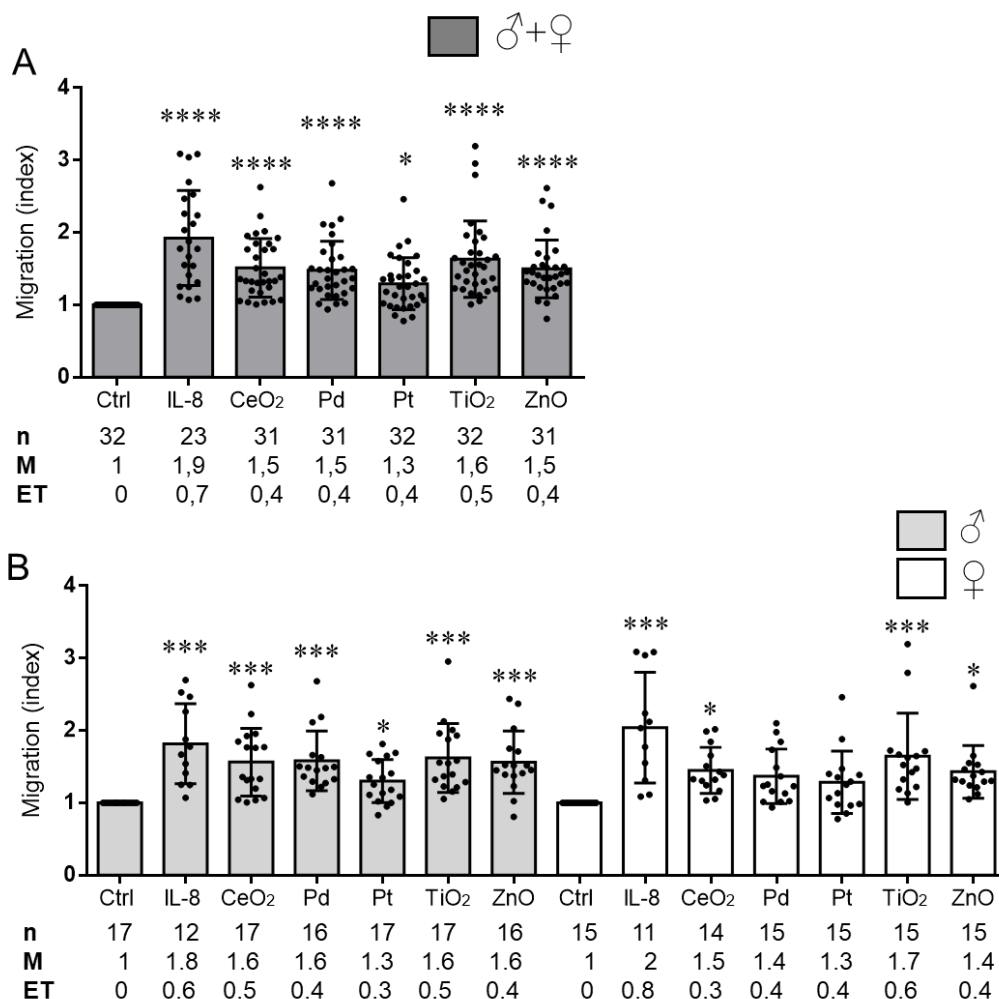 ♂+♀
A
****
****
****
*
****
****
4
3
2
1
0
Migration (index)
Ctrl IL-8 CeO2 Pd Pt TiO2 ZnO
n 32 23 31 31 32 32 31
M 1 1,9 1,5 1,5 1,3 1,6 1,5
ET 0 0,7 0,4 0,4 0,4 0,5 0,4
♂
♀
B
***
***
***
*
***
***
***
*
***
*
4
3
2
1
0
Migration (index)
Ctrl IL-8 CeO2 Pd Pt TiO2 ZnO Ctrl IL-8 CeO2 Pd Pt TiO2 ZnO
n 17 12 17 16 17 17 16 15 11 14 15 15 15 15
M 1 1.8 1.6 1.6 1.3 1.6 1.6 1 2 1.5 1.4 1.3 1.7 1.4
ET 0 0.6 0.5 0.4 0.3 0.5 0.4 0 0.8 0.3 0.4 0.4 0.6 0.4